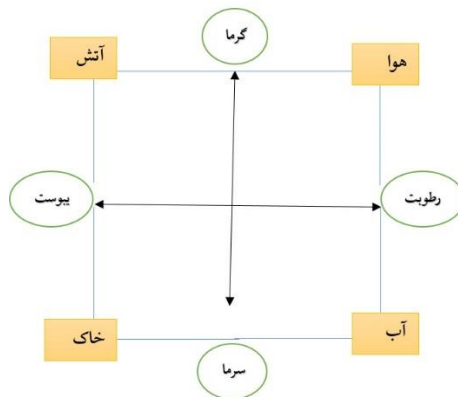 گرما
هوا
آتش
رطوبت
یبوست
آب
خاک
سرما